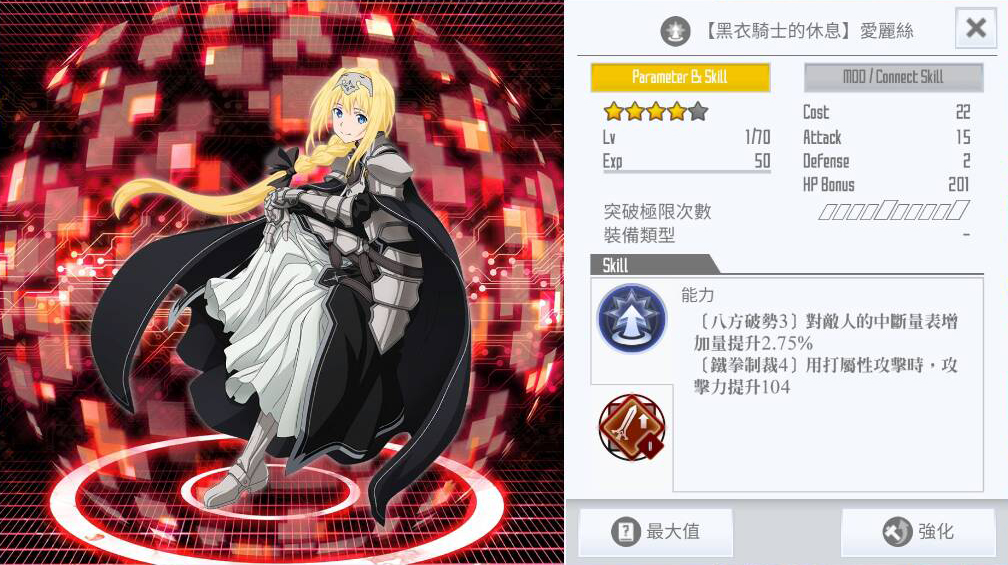 【黑衣騎士的休息】愛麗絲
Parameter & Skill
MOD / Connect Skill
Lv 1/70
Exp 50
Cost 22
Attack 15
Defense 2
HP Bonus 201
突破極限次數
裝備類型 -
Skill
能力
〔八方破勢3〕對敵人的中斷量表增
加量提升2.75%
〔鐵拳制裁4〕用打屬性攻擊時，攻
擊力提升104
最大值
強化